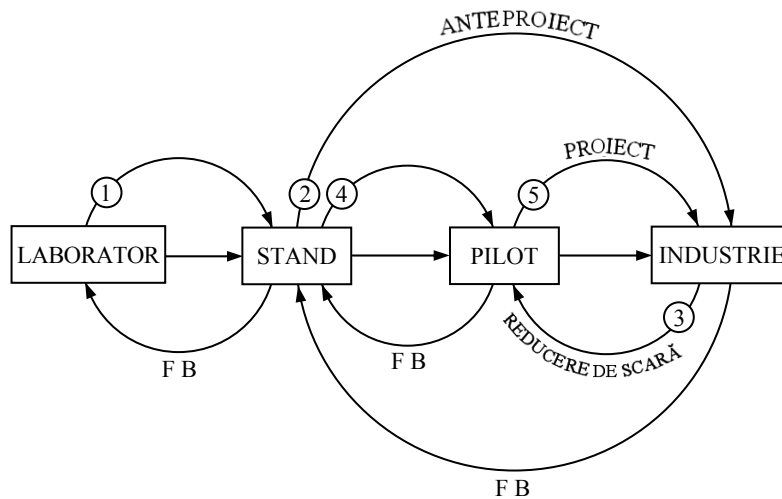 ANTEPROIECT
PROIECT
1
2
4
5
LABORATOR
STAND
PILOT
INDUSTRIE
3
REDUCERE DE SCARĂ
F B
F B
F B